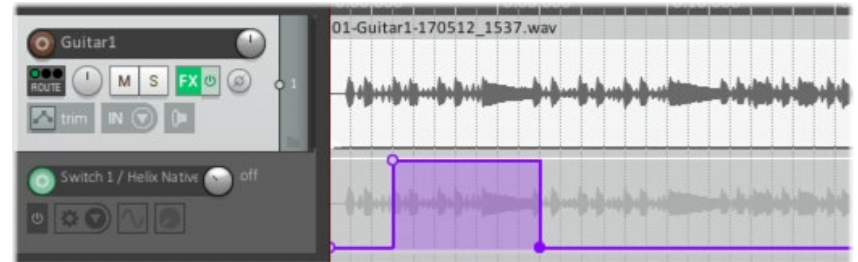 01-Guitar1-170512_1537.wav
Guitar1
ROUTE M S FX 1
trim IN
Switch 1 / Helix Native off